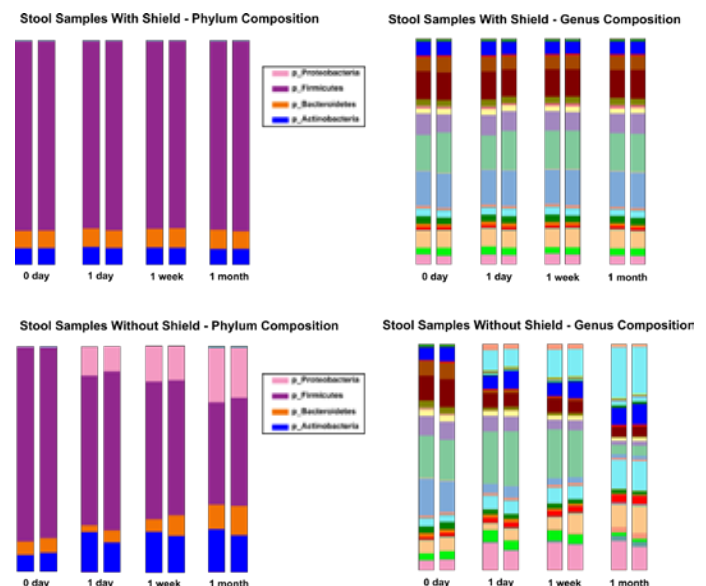 Stool Samples With Shield - Phylum Composition
p_Proteobacteria
p_Firmicutes
p_Bacteroidetes
p_Actinobacteria
0 day
1 day
1 week
1 month
Stool Samples With Shield - Genus Composition
0 day
1 day
1 week
1 month
Stool Samples Without Shield - Phylum Composition
p_Proteobacteria
p_Firmicutes
p_Bacteroidetes
p_Actinobacteria
0 day
1 day
1 week
1 month
Stool Samples Without Shield - Genus Composition
0 day
1 day
1 week
1 month